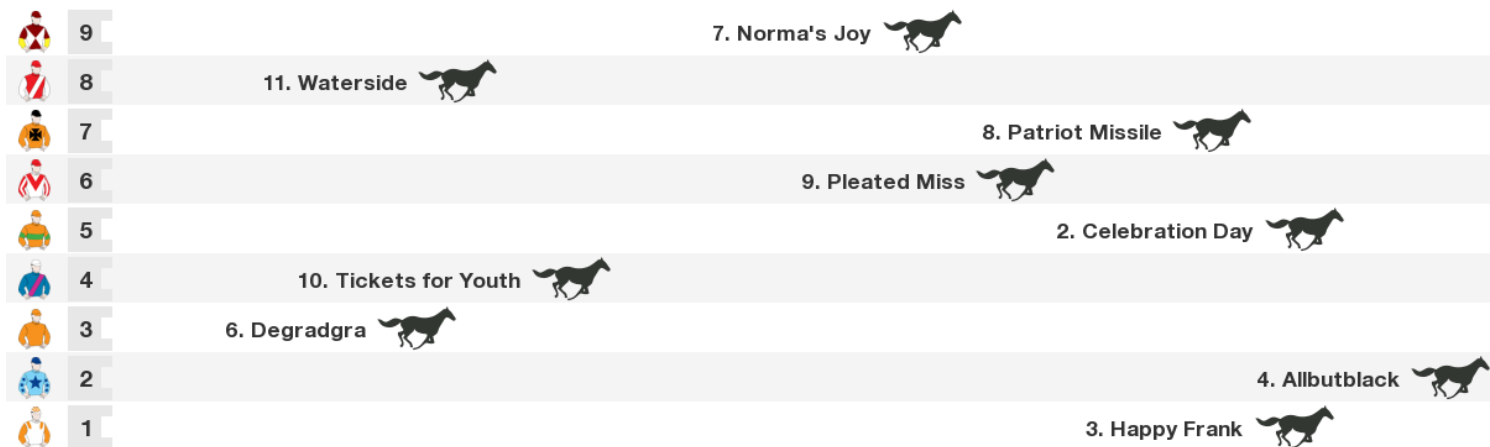 9 7. Norma's Joy
8 11. Waterside
7 8. Patriot Missile
6 9. Pleated Miss
5 2. Celebration Day
4 10. Tickets for Youth
3 6. Degradgra
2 4. Allbutblack
1 3. Happy Frank